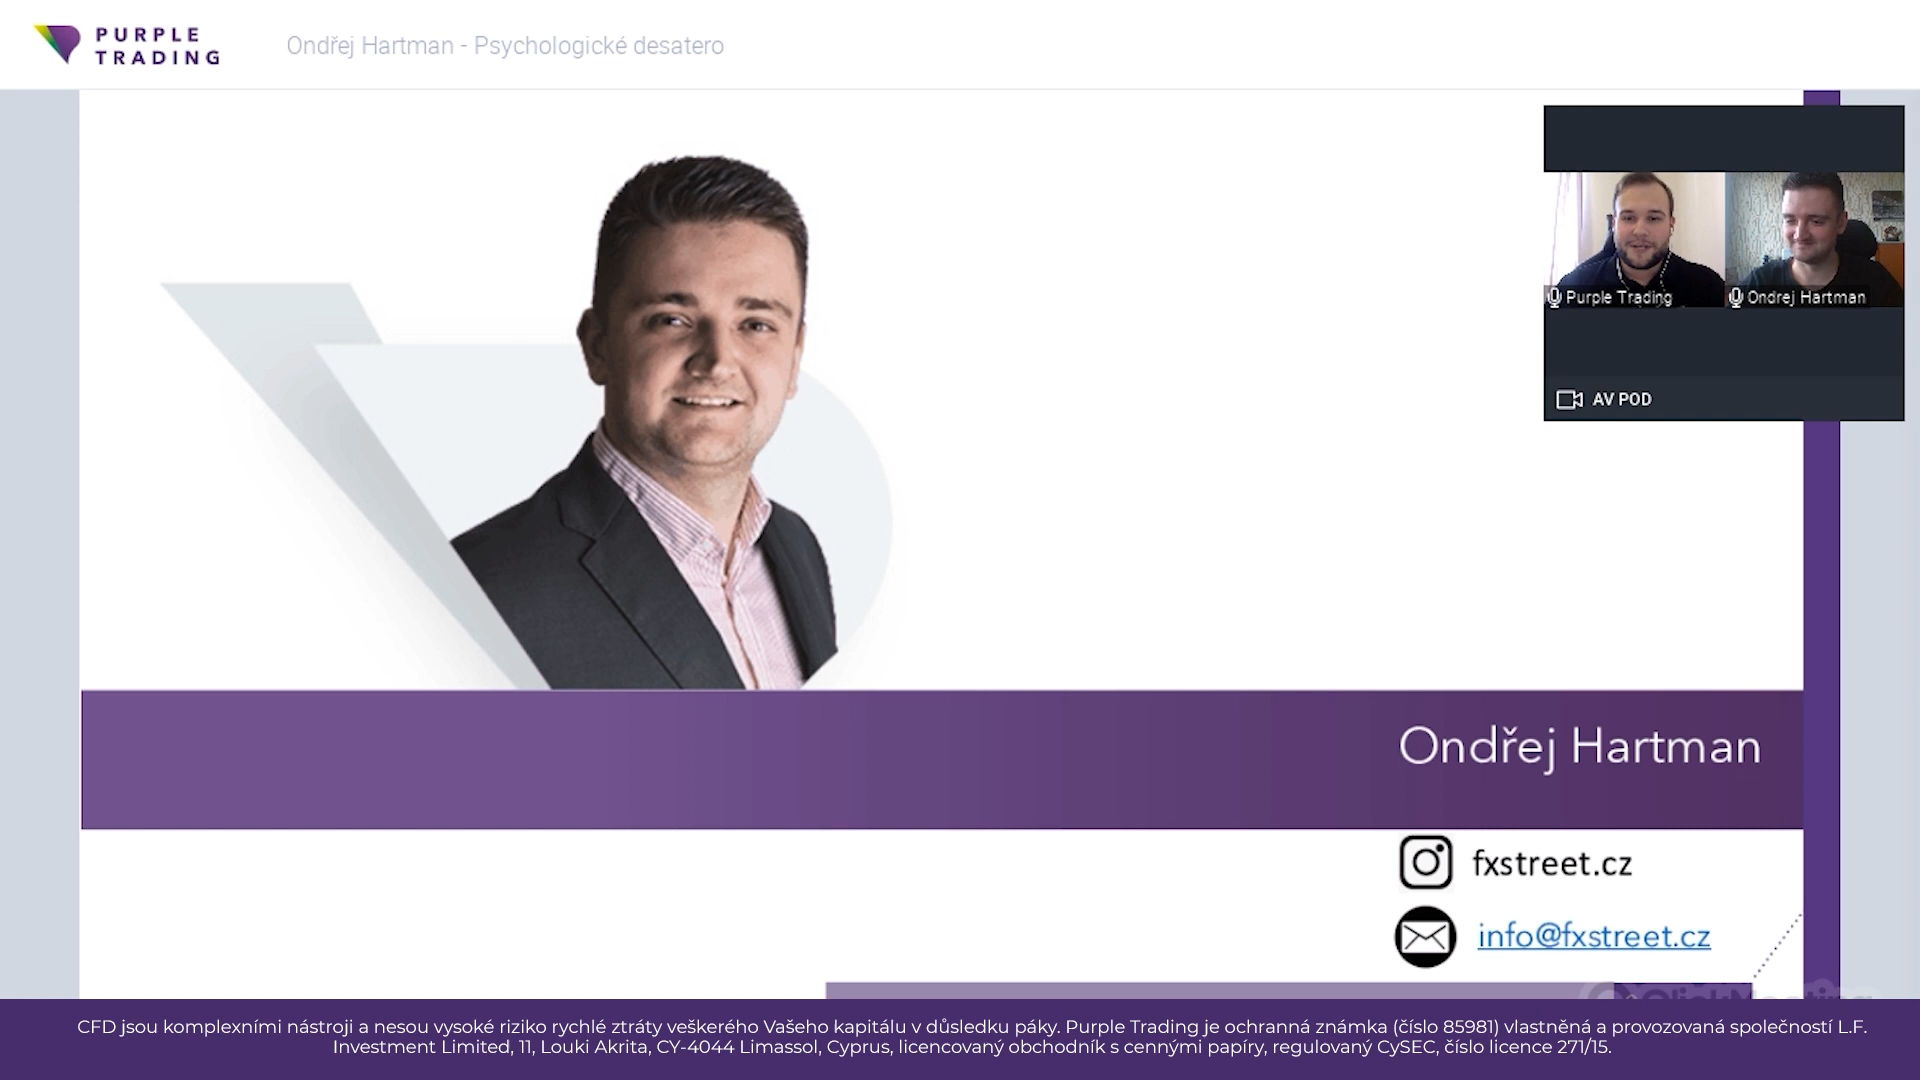 PURPLE
TRADING
Ondřej Hartman - Psychologické desatero
Purple Trading
Ondrej Hartman
AV POD
Ondřej Hartman
fxstreet.cz
info@fxstreet.cz
CFD jsou komplexními nástroji a nesou vysoké riziko rychlé ztráty veškerého Vašeho kapitálu v důsledku páky. Purple Trading je ochranná známka (číslo 85981) vlastněná a provozovaná společností L.F.
Investment Limited, 11, Louki Akrita, CY-4044 Limassol, Cyprus, licencovaný obchodník s cennými papíry, regulovaný CySEC, číslo licence 271/15.